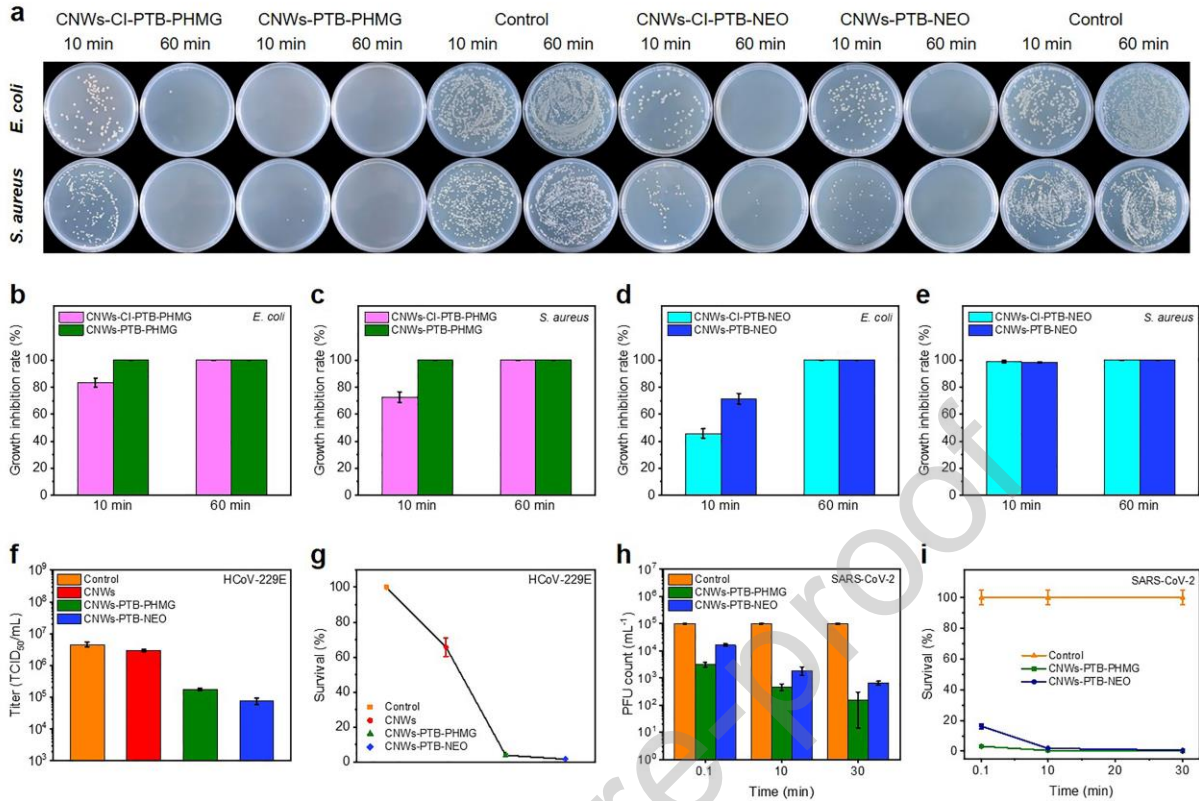 a
CNWs-CI-PTB-PHMG CNWs-PTB-PHMG Control CNWs-CI-PTB-NEO CNWs-PTB-NEO Control
10 min 60 min 10 min 60 min 10 min 60 min 10 min 60 min 10 min 60 min 10 min 60 min
E. coli
S. aureus
b
CNWs-CI-PTB-PHMG
CNWs-PTB-PHMG
E. coli
Growth inhibition rate (%)
100
80
60
40
20
0
10 min 60 min
c
CNWs-CI-PTB-PHMG
CNWs-PTB-PHMG
S. aureus
Growth inhibition rate (%)
100
80
60
40
20
0
10 min 60 min
d
CNWs-CI-PTB-NEO
CNWs-PTB-NEO
E. coli
Growth inhibition rate (%)
100
80
60
40
20
0
10 min 60 min
e
CNWs-CI-PTB-NEO
CNWs-PTB-NEO
S. aureus
Growth inhibition rate (%)
100
80
60
40
20
0
10 min 60 min
f
Control
CNWs
CNWs-PTB-PHMG
CNWs-PTB-NEO
HCoV-229E
Titer (TCID50/mL)
10^9
10^8
10^7
10^6
10^5
10^4
10^3
g
HCoV-229E
Survival (%)
100
80
60
40
20
0
Control
CNWs
CNWs-PTB-PHMG
CNWs-PTB-NEO
h
Control
CNWs-PTB-PHMG
CNWs-PTB-NEO
SARS-CoV-2
PFU count (mL^-1)
10^7
10^6
10^5
10^4
10^3
10^2
10^1
10^0
0.1 10 30
Time (min)
i
SARS-CoV-2
Survival (%)
100
80
60
40
20
0
Control
CNWs-PTB-PHMG
CNWs-PTB-NEO
0.1 10 20 30
Time (min)
re-proof